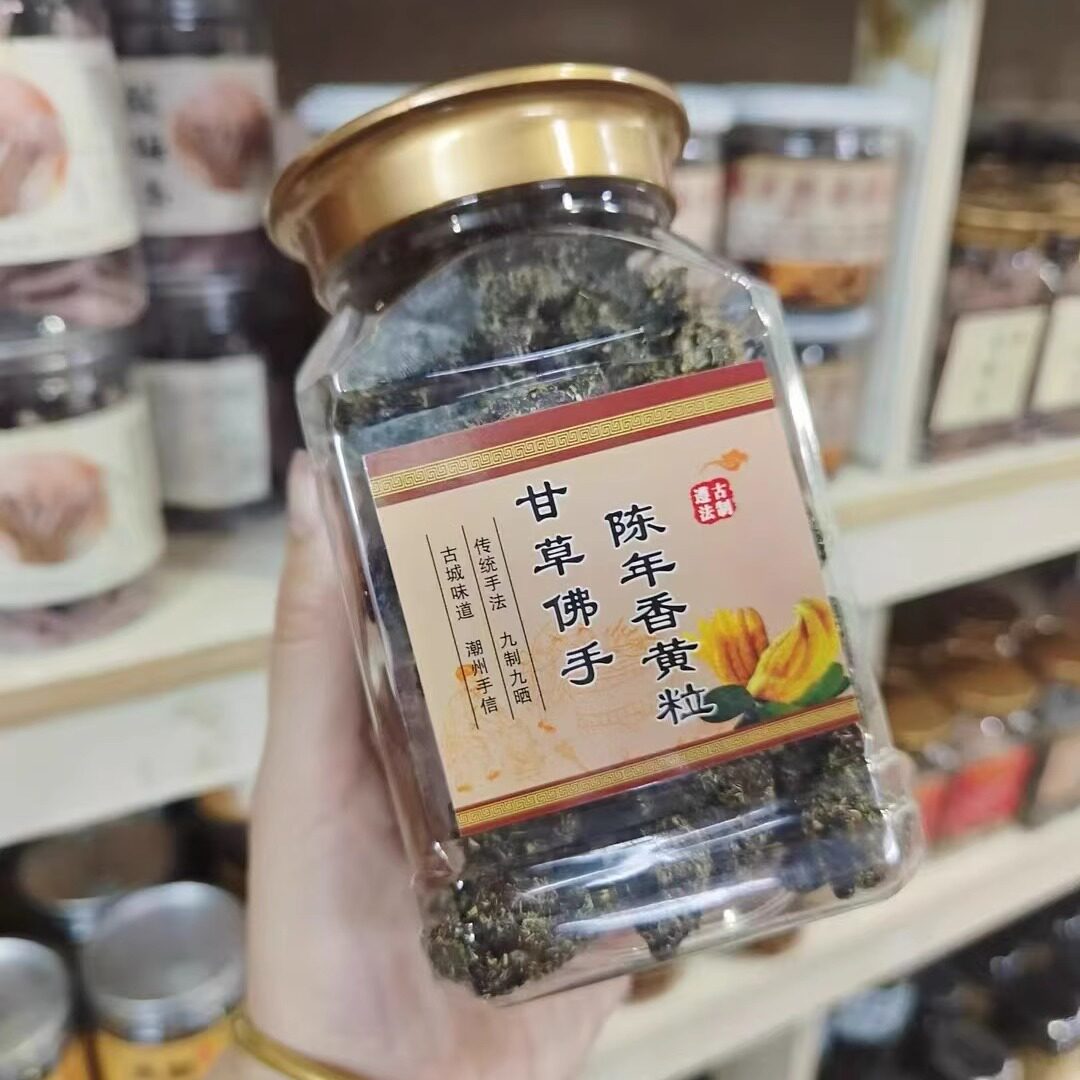 遵古
法制
陈年香黄粒
甘草佛手
传统手法 九制九晒
古城味道 潮州手信